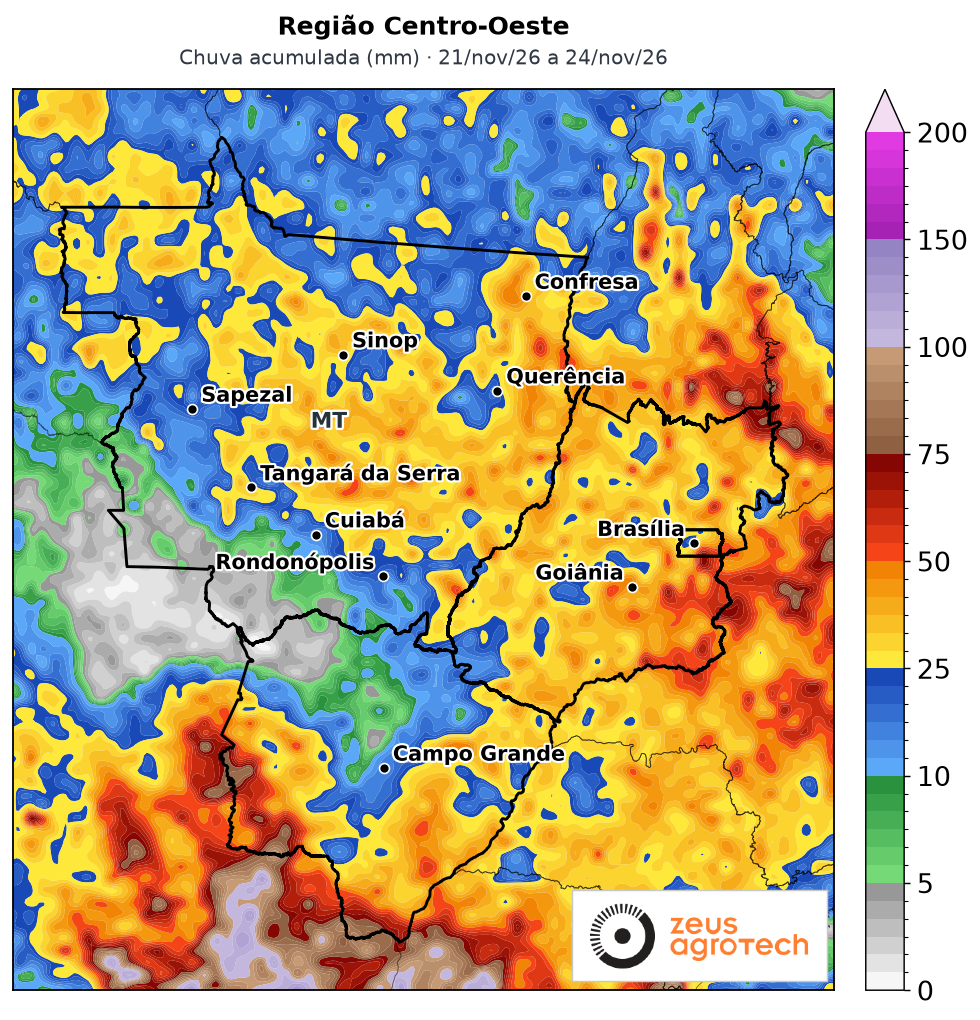 Região Centro-Oeste
Chuva acumulada (mm) · 21/nov/26 a 24/nov/26
200
150
100
75
50
25
10
5
0
Confresa
Sinop
Querência
Sapezal
MT
Tangará da Serra
Cuiabá
Brasília
Rondonópolis
Goiânia
Campo Grande
zeus
agrotech